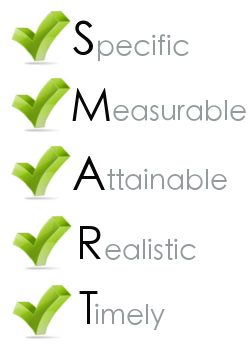 Specific
Measurable
Attainable
Realistic
Timely